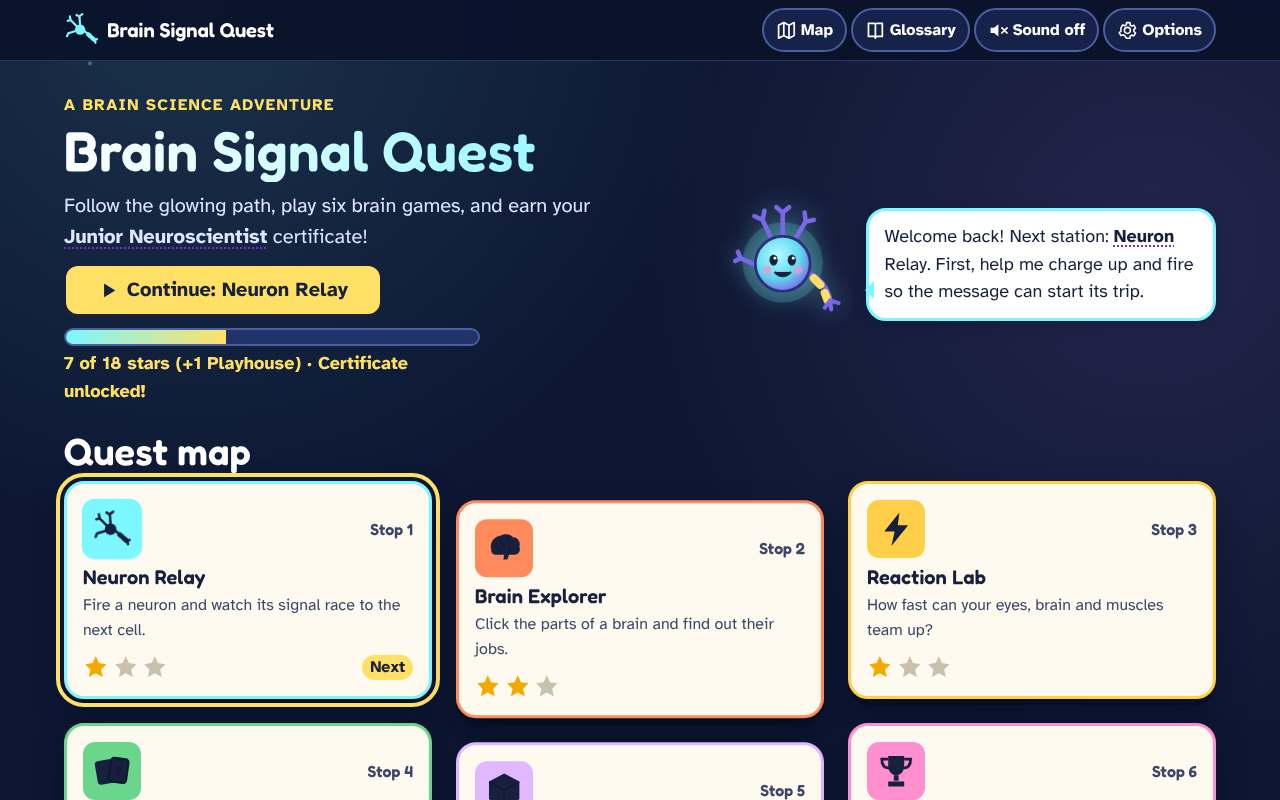 Brain Signal Quest
Map
Glossary
Sound off
Options
A BRAIN SCIENCE ADVENTURE
Brain Signal Quest
Follow the glowing path, play six brain games, and earn your
Junior Neuroscientist certificate!
Continue: Neuron Relay
7 of 18 stars (+1 Playhouse) · Certificate
unlocked!
Welcome back! Next station: Neuron
Relay. First, help me charge up and fire
so the message can start its trip.
Quest map
Stop 1
Neuron Relay
Fire a neuron and watch its signal race to the
next cell.
Next
Stop 2
Brain Explorer
Click the parts of a brain and find out their
jobs.
Stop 3
Reaction Lab
How fast can your eyes, brain and muscles
team up?
Stop 4
Stop 5
Stop 6